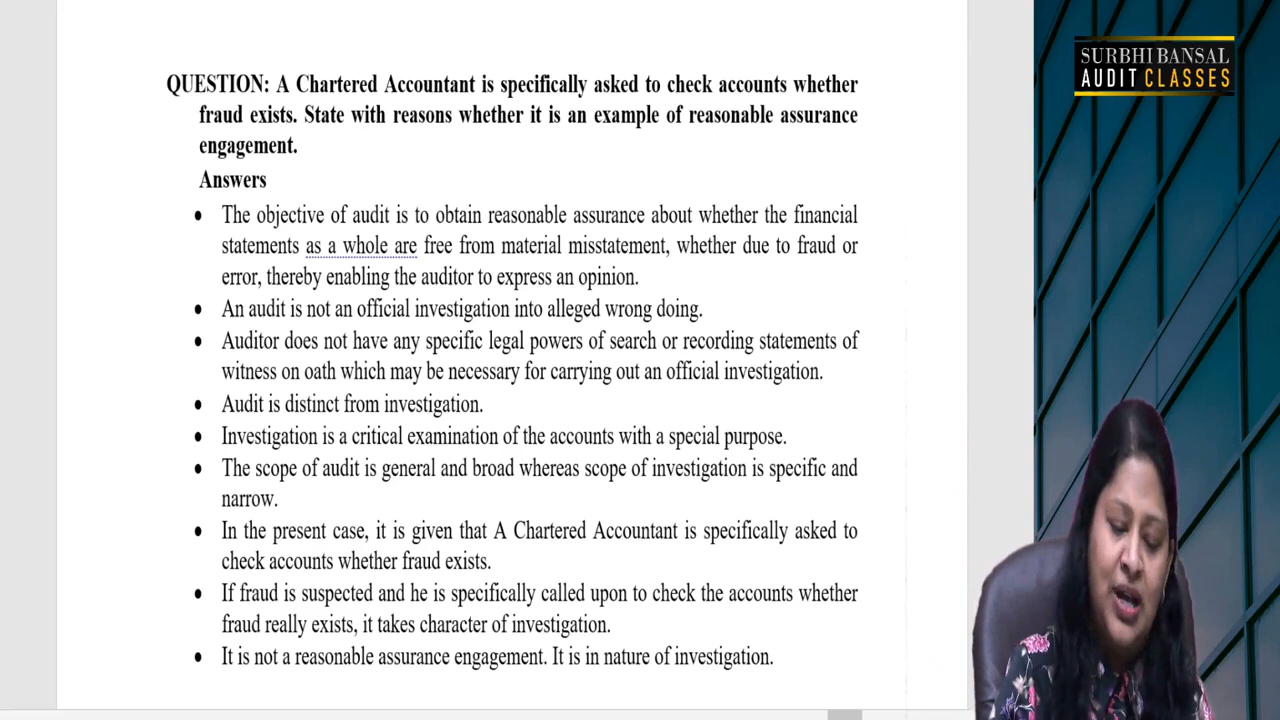 SURBHI BANSAL
AUDIT CLASSES
QUESTION: A Chartered Accountant is specifically asked to check accounts whether
fraud exists. State with reasons whether it is an example of reasonable assurance
engagement.
Answers
• The objective of audit is to obtain reasonable assurance about whether the financial
statements as a whole are free from material misstatement, whether due to fraud or
error, thereby enabling the auditor to express an opinion.
• An audit is not an official investigation into alleged wrong doing.
• Auditor does not have any specific legal powers of search or recording statements of
witness on oath which may be necessary for carrying out an official investigation.
• Audit is distinct from investigation.
• Investigation is a critical examination of the accounts with a special purpose.
• The scope of audit is general and broad whereas scope of investigation is specific and
narrow.
• In the present case, it is given that A Chartered Accountant is specifically asked to
check accounts whether fraud exists.
• If fraud is suspected and he is specifically called upon to check the accounts whether
fraud really exists, it takes character of investigation.
• It is not a reasonable assurance engagement. It is in nature of investigation.